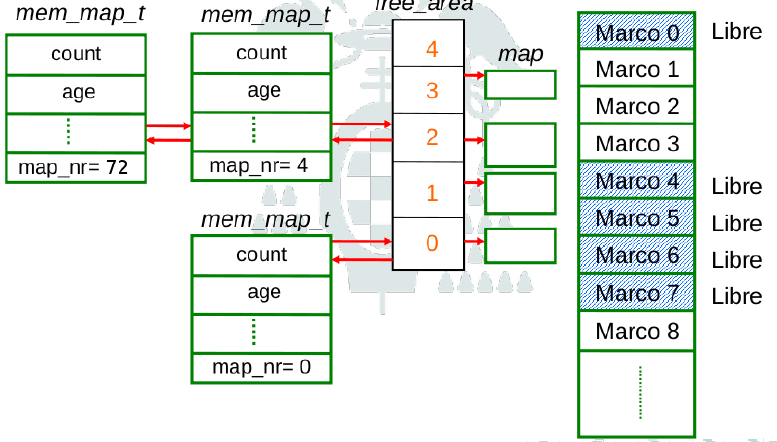 mem_map_t
count
age
map_nr= 72
mem_map_t
count
age
map_nr= 4
mem_map_t
count
age
map_nr= 0
free_area
4
3
2
1
0
map
Marco 0 Libre
Marco 1
Marco 2
Marco 3
Marco 4 Libre
Marco 5 Libre
Marco 6 Libre
Marco 7 Libre
Marco 8